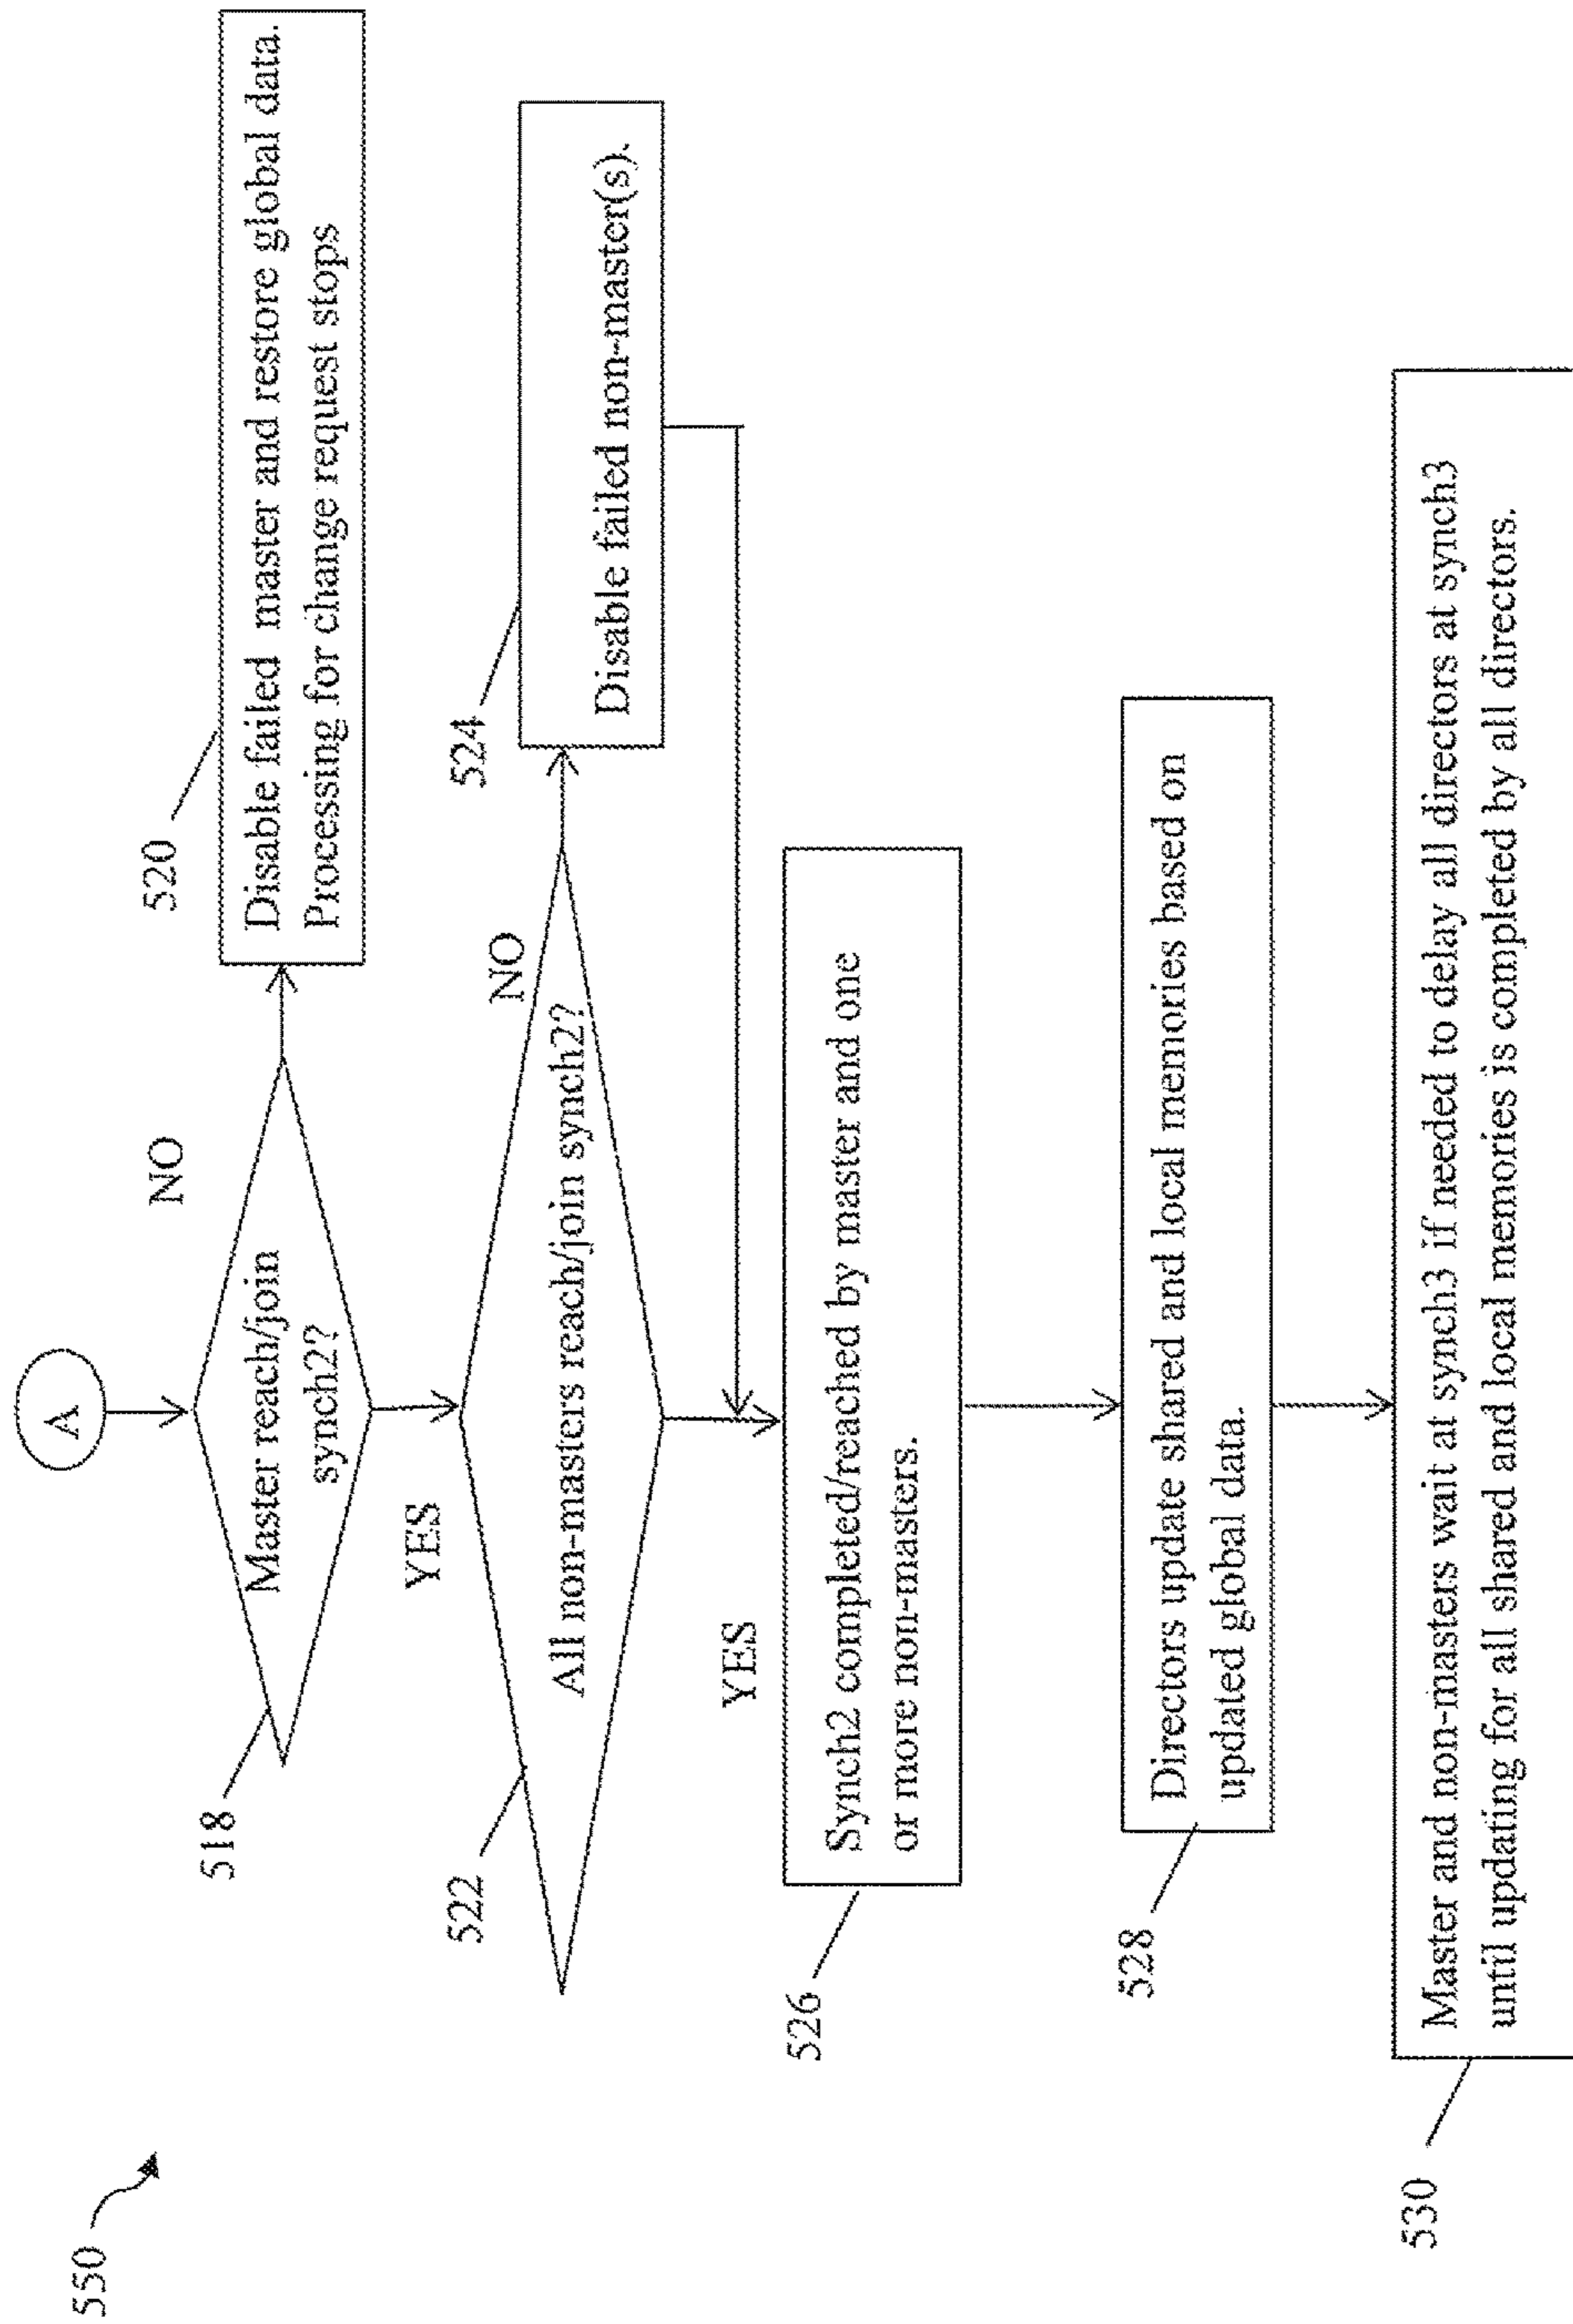 550
A
518
Master reach/join
synch2?
NO
520
Disable failed master and restore global data.
Processing for change request stops
YES
522
All non-masters reach/join synch2?
NO
524
Disable failed non-master(s).
YES
526
Synch2 completed/reached by master and one
or more non-masters.
528
Directors update shared and local memories based on
updated global data.
530
Master and non-masters wait at synch3 if needed to delay all directors at synch3
until updating for all shared and local memories is completed by all directors.